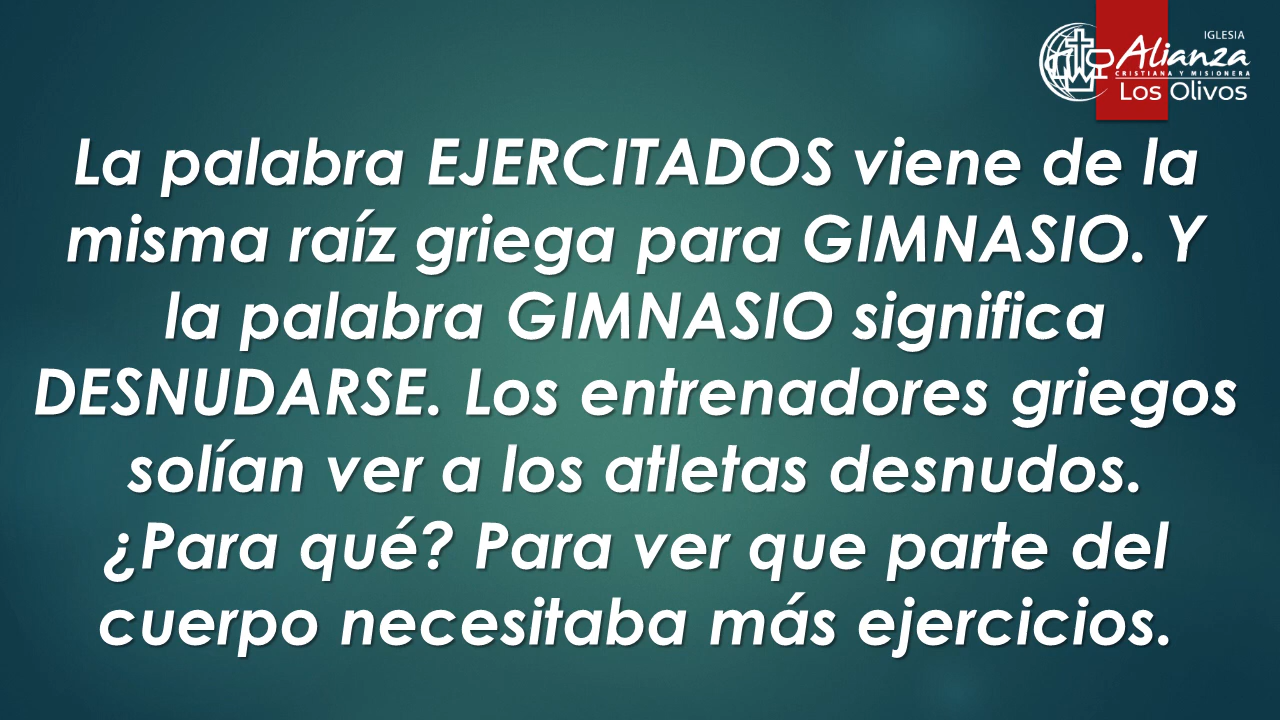 IGLESIA
Alianza
CRISTIANA Y MISIONERA
Los Olivos
La palabra EJERCITADOS viene de la
misma raíz griega para GIMNASIO. Y
la palabra GIMNASIO significa
DESNUDARSE. Los entrenadores griegos
solían ver a los atletas desnudos.
¿Para qué? Para ver que parte del
cuerpo necesitaba más ejercicios.